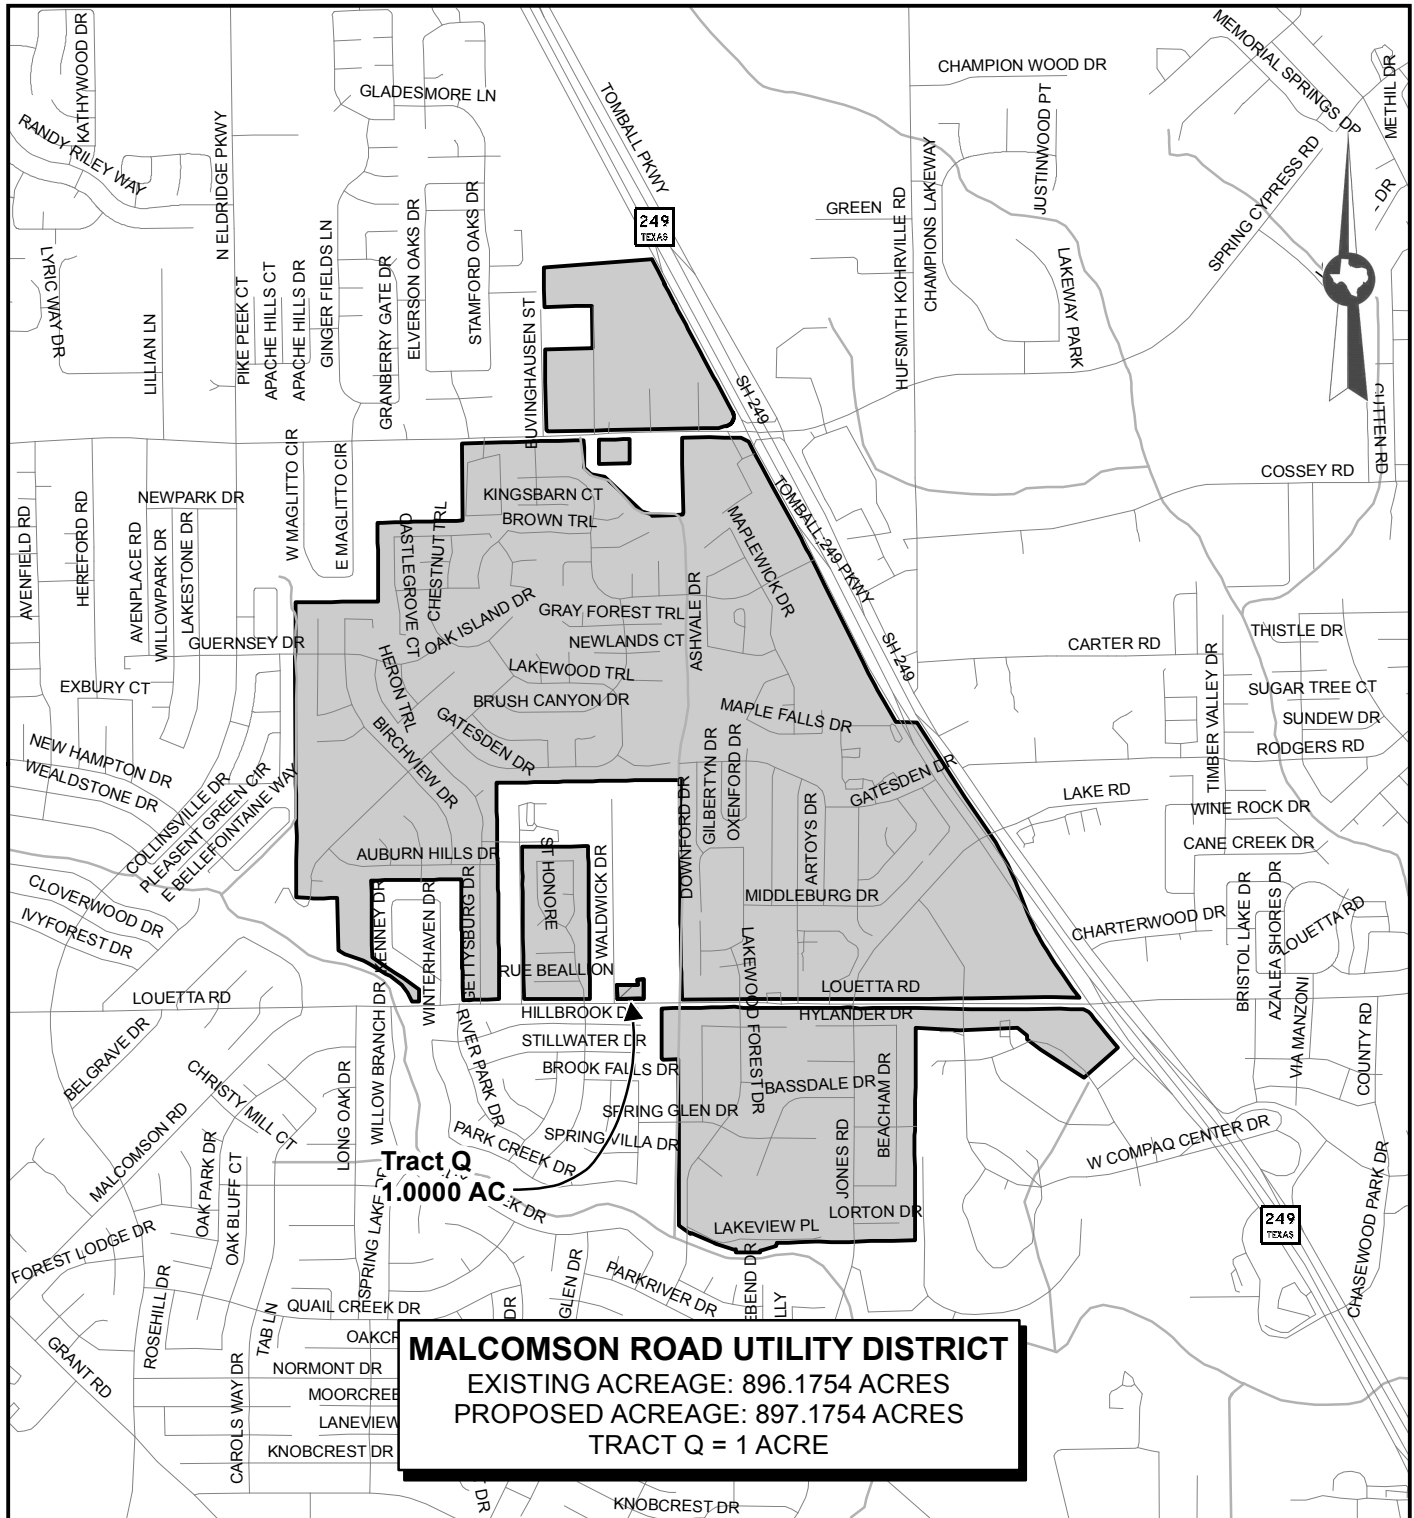 MEMORIAL SPRINGS DR
CHAMPION WOOD DR
KATHYWOOD DR
GLADESMORE LN
TOMBALL PKWY
JUSTINWOOD PT
METHIL DR
RANDY RILEY WAY
N ELDRIDGE PKWY
SPRING CYPRESS RD
DR
GREEN
HUFSMITH KOHRVILLE RD
CHAMPIONS LAKEWAY
249
TEXAS
LYRIC WAY DR
LILLIAN LN
PIKE PEEK CT
APACHE HILLS CT
APACHE HILLS DR
GINGER FIELDS LN
GRANBERRY GATE DR
ELVERSON OAKS DR
STAMFORD OAKS DR
BUVINGHAUSEN ST
LAKEWAY PARK
SH 249
CUTTEN RD
W MAGLITTO CIR
E MAGLITTO CIR
COSSEY RD
AVENFIELD RD
HEREFORD RD
NEWPARK DR
AVENPLACE RD
WILLOWPARK DR
LAKESTONE DR
KINGSBARN CT
BROWN TRL
CASTLEGROVE CT
CHESTNUT TRL
MAPLEWICK DR
TOMBALL 249 PKWY
OAK ISLAND DR
GRAY FOREST TRL
NEWLANDS CT
ASHVALE DR
GUERNSEY DR
CARTER RD
THISTLE DR
SH 249
EXBURY CT
HERON TRL
LAKEWOOD TRL
BRUSH CANYON DR
SUGAR TREE CT
SUNDEW DR
RODGERS RD
TIMBER VALLEY DR
NEW HAMPTON DR
WEALDSTONE DR
BIRCHVIEW DR
GATESDEN DR
MAPLE FALLS DR
GILBERTYN DR
OXENFORD DR
GATESDEN DR
COLLINSVILLE DR
PLEASENT GREEN CIR
E BELLEFOINTAINE WAY
DOWNFORD DR
ARTOYS DR
LAKE RD
WINE ROCK DR
CANE CREEK DR
AUBURN HILLS DR
ST HONORE
WALDWICK DR
CLOVERWOOD DR
IVYFOREST DR
KENNEY DR
WINTERHAVEN DR
GETTYSBURG DR
MIDDLEBURG DR
CHARTERWOOD DR
BRISTOL LAKE DR
AZALEA SHORES DR
LOUETTA RD
RUE BEALLION
LAKEWOOD FOREST DR
LOUETTA RD
LOUETTA RD
HILLBROOK D
HYLANDER DR
VIA MANZONI
COUNTY RD
BELGRAVE DR
WILLOW BRANCH DR
RIVER PARK DR
STILLWATER DR
BROOK FALLS DR
CHRISTY MILL CT
LONG OAK DR
BASSDALE DR
BEACHAM DR
SPRING GLEN DR
MALCOMSON RD
PARK CREEK DR
SPRING VILLA DR
JONES RD
W COMPAQ CENTER DR
OAK PARK DR
OAK BLUFF CT
Tract Q
1.0000 AC
SPRING LAKE D
EK DR
LORTON DR
LAKEVIEW PL
CHASEWOOD PARK DR
249
TEXAS
FOREST LODGE DR
ROSEHILL DR
GLEN DR
PARKRIVER DR
EBEND DR
LLY
QUAIL CREEK DR
DR
TAB LN
OAKCR
GRANT RD
NORMONT DR
MOORCREE
LANEVIEW
CAROLS WAY DR
KNOBCREST DR
MALCOMSON ROAD UTILITY DISTRICT
EXISTING ACREAGE: 896.1754 ACRES
PROPOSED ACREAGE: 897.1754 ACRES
TRACT Q = 1 ACRE
DR
KNOBCREST DR